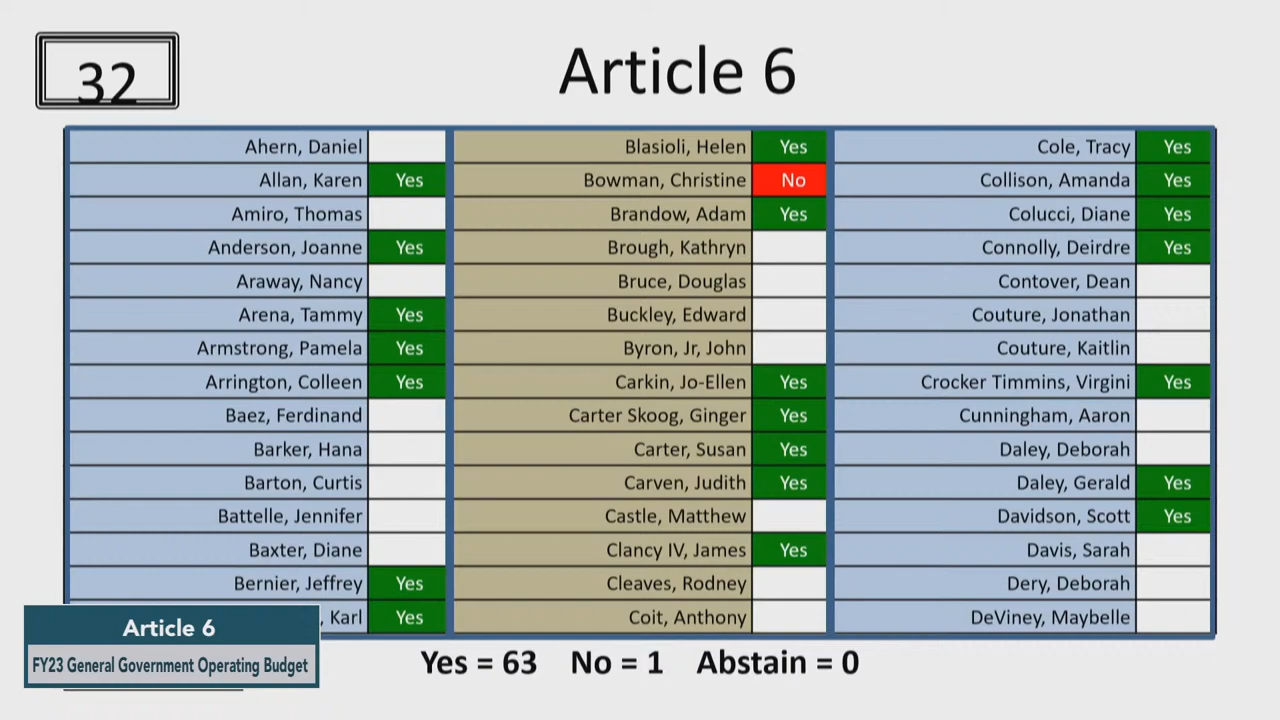 32
Article 6
Ahern, Daniel
Allan, Karen Yes
Amiro, Thomas
Anderson, Joanne Yes
Araway, Nancy
Arena, Tammy Yes
Armstrong, Pamela Yes
Arrington, Colleen Yes
Baez, Ferdinand
Barker, Hana
Barton, Curtis
Battelle, Jennifer
Baxter, Diane
Bernier, Jeffrey Yes
, Karl Yes
Blasioli, Helen Yes
Bowman, Christine No
Brandow, Adam Yes
Brough, Kathryn
Bruce, Douglas
Buckley, Edward
Byron, Jr, John
Carkin, Jo-Ellen Yes
Carter Skoog, Ginger Yes
Carter, Susan Yes
Carven, Judith Yes
Castle, Matthew
Clancy IV, James Yes
Cleaves, Rodney
Coit, Anthony
Cole, Tracy Yes
Collison, Amanda Yes
Colucci, Diane Yes
Connolly, Deirdre Yes
Contover, Dean
Couture, Jonathan
Couture, Kaitlin
Crocker Timmins, Virgini Yes
Cunningham, Aaron
Daley, Deborah
Daley, Gerald Yes
Davidson, Scott Yes
Davis, Sarah
Dery, Deborah
DeViney, Maybelle
Article 6
FY23 General Government Operating Budget
Yes = 63 No = 1 Abstain = 0